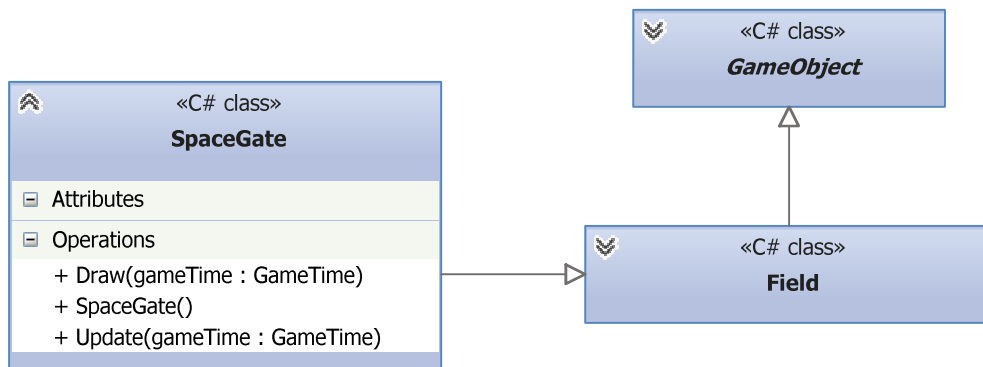 «C# class»
GameObject
«C# class»
SpaceGate
Attributes
Operations
+ Draw(gameTime : GameTime)
+ SpaceGate()
+ Update(gameTime : GameTime)
«C# class»
Field